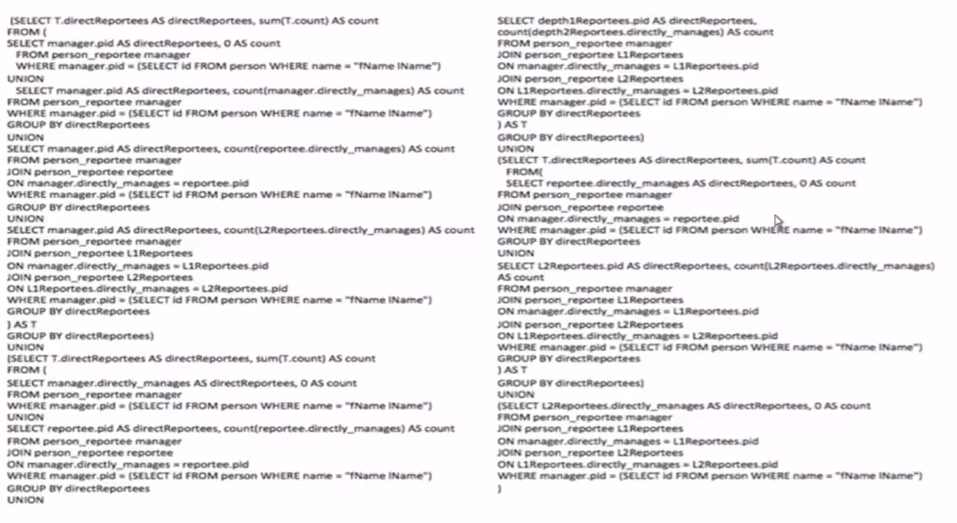 (SELECT T.directReportees AS directReportees, sum(T.count) AS count
FROM (
SELECT manager.pid AS directReportees, 0 AS count
FROM person_reportee manager
WHERE manager.pid = (SELECT id FROM person WHERE name = "fName lName")
UNION
SELECT manager.pid AS directReportees, count(manager.directly_manages) AS count
FROM person_reportee manager
WHERE manager.pid = (SELECT id FROM person WHERE name = "fName lName")
GROUP BY directReportees
UNION
SELECT manager.pid AS directReportees, count(reportee.directly_manages) AS count
FROM person_reportee manager
JOIN person_reportee reportee
ON manager.directly_manages = reportee.pid
WHERE manager.pid = (SELECT id FROM person WHERE name = "fName lName")
GROUP BY directReportees
UNION
SELECT manager.pid AS directReportees, count(L2Reportees.directly_manages) AS count
FROM person_reportee manager
JOIN person_reportee L1Reportees
ON manager.directly_manages = L1Reportees.pid
JOIN person_reportee L2Reportees
ON L1Reportees.directly_manages = L2Reportees.pid
WHERE manager.pid = (SELECT id FROM person WHERE name = "fName lName")
GROUP BY directReportees
) AS T
GROUP BY directReportees)
UNION
(SELECT T.directReportees AS directReportees, sum(T.count) AS count
FROM (
SELECT manager.directly_manages AS directReportees, 0 AS count
FROM person_reportee manager
WHERE manager.pid = (SELECT id FROM person WHERE name = "fName lName")
UNION
SELECT reportee.pid AS directReportees, count(reportee.directly_manages) AS count
FROM person_reportee manager
JOIN person_reportee reportee
ON manager.directly_manages = reportee.pid
WHERE manager.pid = (SELECT id FROM person WHERE name = "fName lName")
GROUP BY directReportees
UNION
SELECT depth1Reportees.pid AS directReportees,
count(depth2Reportees.directly_manages) AS count
FROM person_reportee manager
JOIN person_reportee L1Reportees
ON manager.directly_manages = L1Reportees.pid
JOIN person_reportee L2Reportees
ON L1Reportees.directly_manages = L2Reportees.pid
WHERE manager.pid = (SELECT id FROM person WHERE name = "fName lName")
GROUP BY directReportees
) AS T
GROUP BY directReportees)
UNION
(SELECT T.directReportees AS directReportees, sum(T.count) AS count
FROM(
SELECT reportee.directly_manages AS directReportees, 0 AS count
FROM person_reportee manager
JOIN person_reportee reportee
ON manager.directly_manages = reportee.pid
WHERE manager.pid = (SELECT id FROM person WHERE name = "fName lName")
GROUP BY directReportees
UNION
SELECT L2Reportees.pid AS directReportees, count(L2Reportees.directly_manages)
AS count
FROM person_reportee manager
JOIN person_reportee L1Reportees
ON manager.directly_manages = L1Reportees.pid
JOIN person_reportee L2Reportees
ON L1Reportees.directly_manages = L2Reportees.pid
WHERE manager.pid = (SELECT id FROM person WHERE name = "fName lName")
GROUP BY directReportees
) AS T
GROUP BY directReportees)
UNION
(SELECT L2Reportees.directly_manages AS directReportees, 0 AS count
FROM person_reportee manager
JOIN person_reportee L1Reportees
ON manager.directly_manages = L1Reportees.pid
JOIN person_reportee L2Reportees
ON L1Reportees.directly_manages = L2Reportees.pid
WHERE manager.pid = (SELECT id FROM person WHERE name = "fName lName")
)